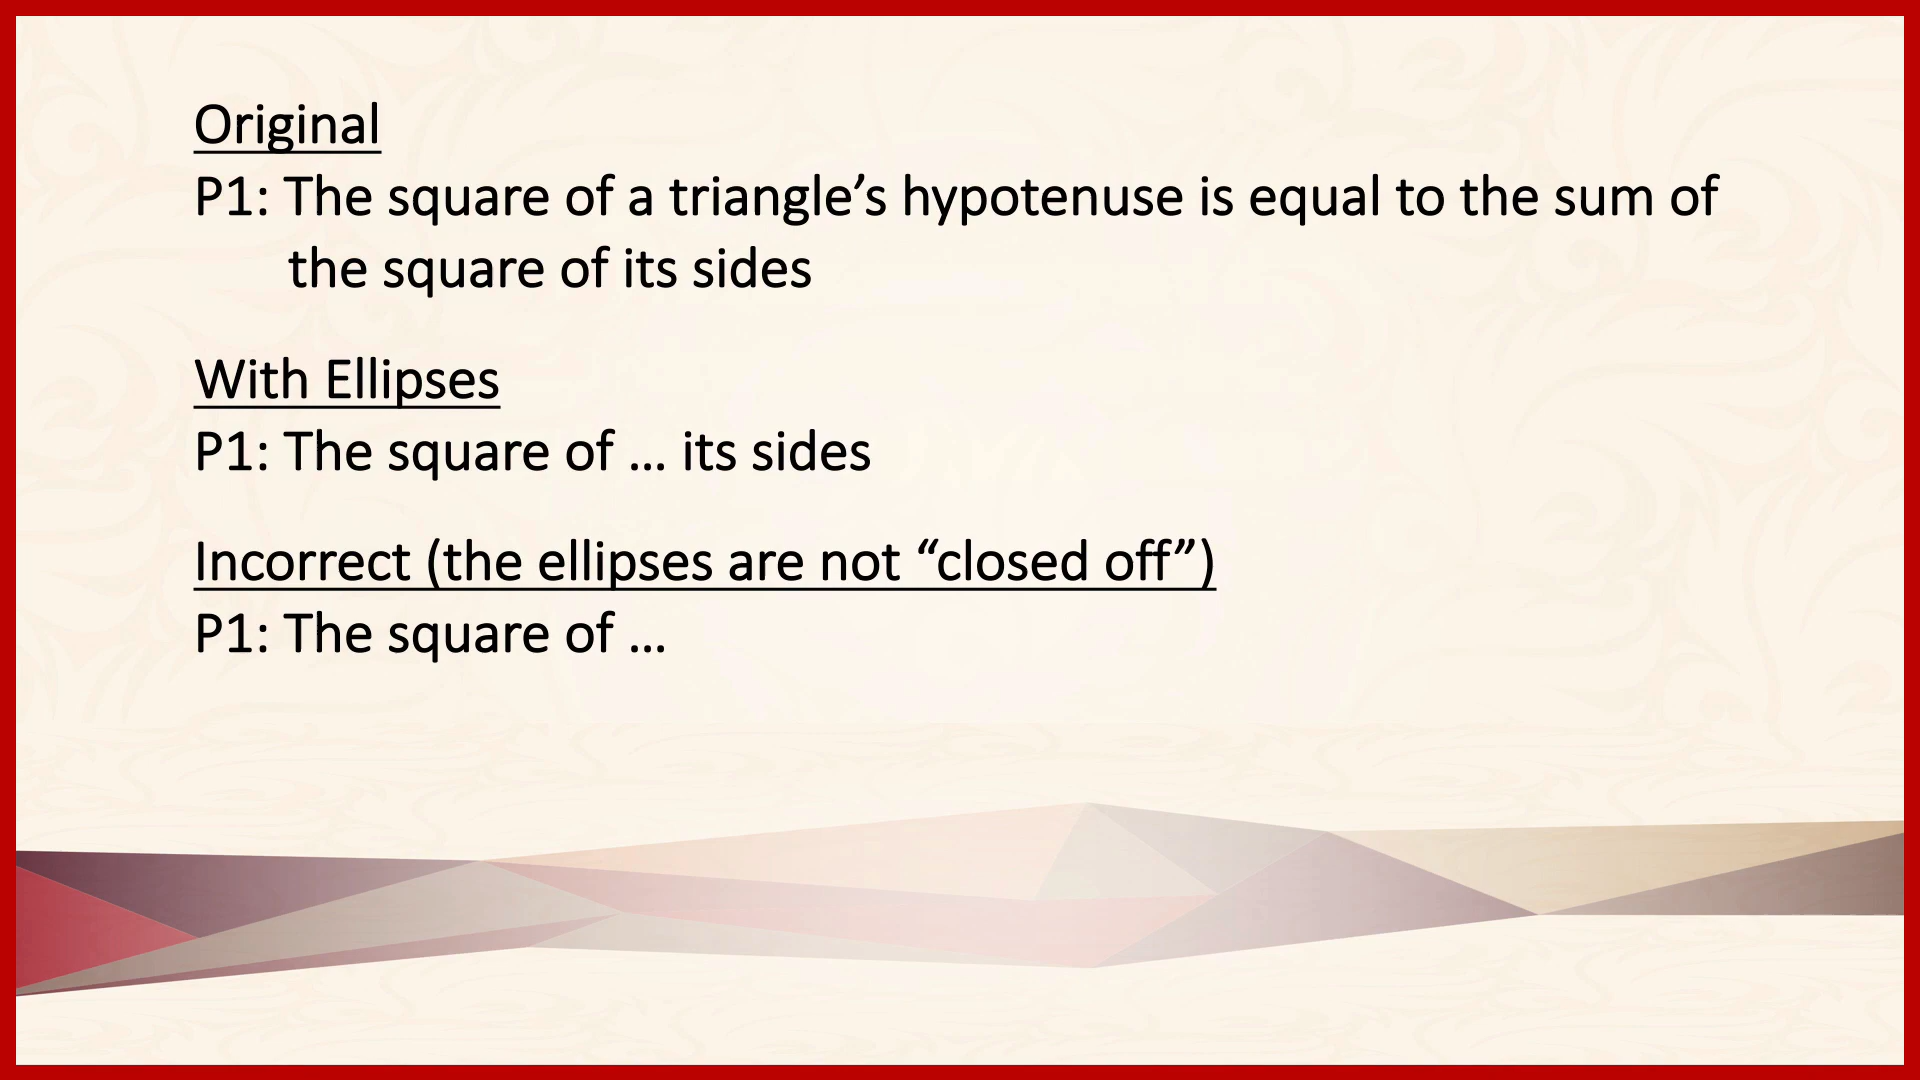 Original
P1: The square of a triangle’s hypotenuse is equal to the sum of
the square of its sides
With Ellipses
P1: The square of … its sides
Incorrect (the ellipses are not “closed off”)
P1: The square of …